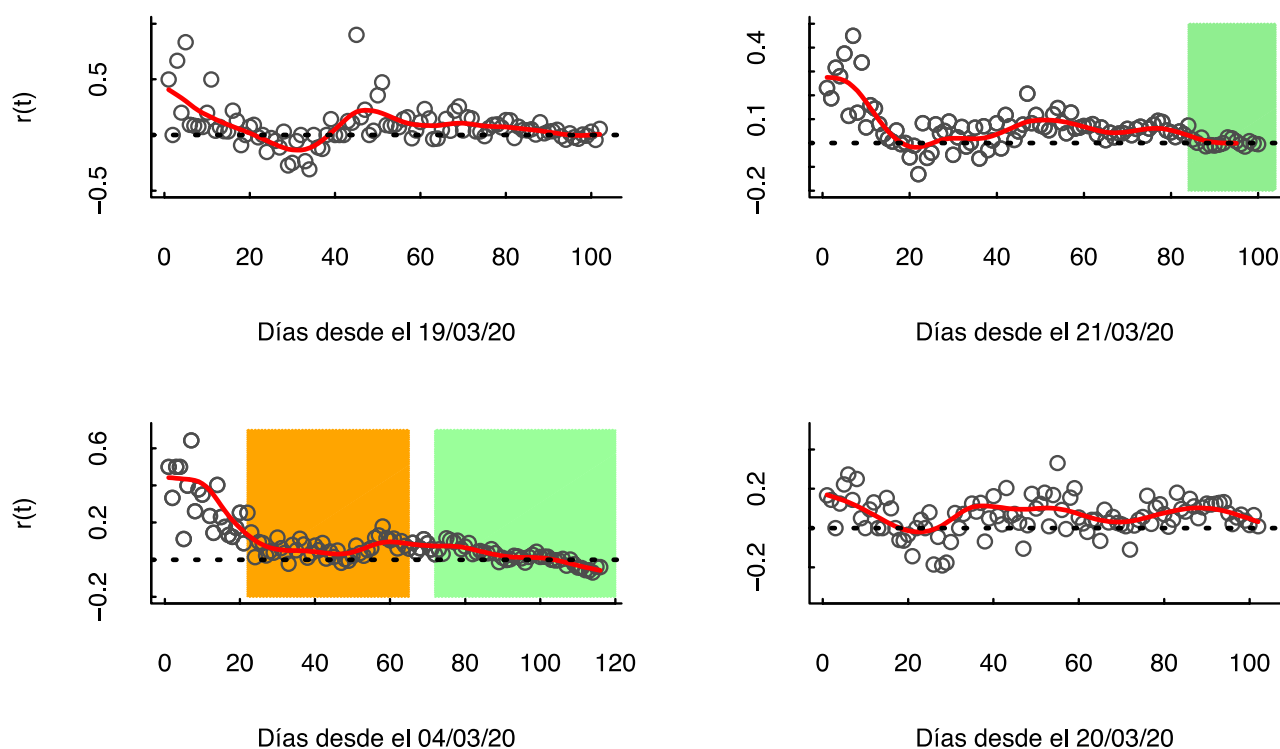 r(t)
0.5
−0.5
0 20 40 60 80 100
Días desde el 19/03/20
0.4
0.1
−0.2
0 20 40 60 80 100
Días desde el 21/03/20
r(t)
0.6
0.2
−0.2
0 20 40 60 80 100 120
Días desde el 04/03/20
0.2
−0.2
0 20 40 60 80 100
Días desde el 20/03/20